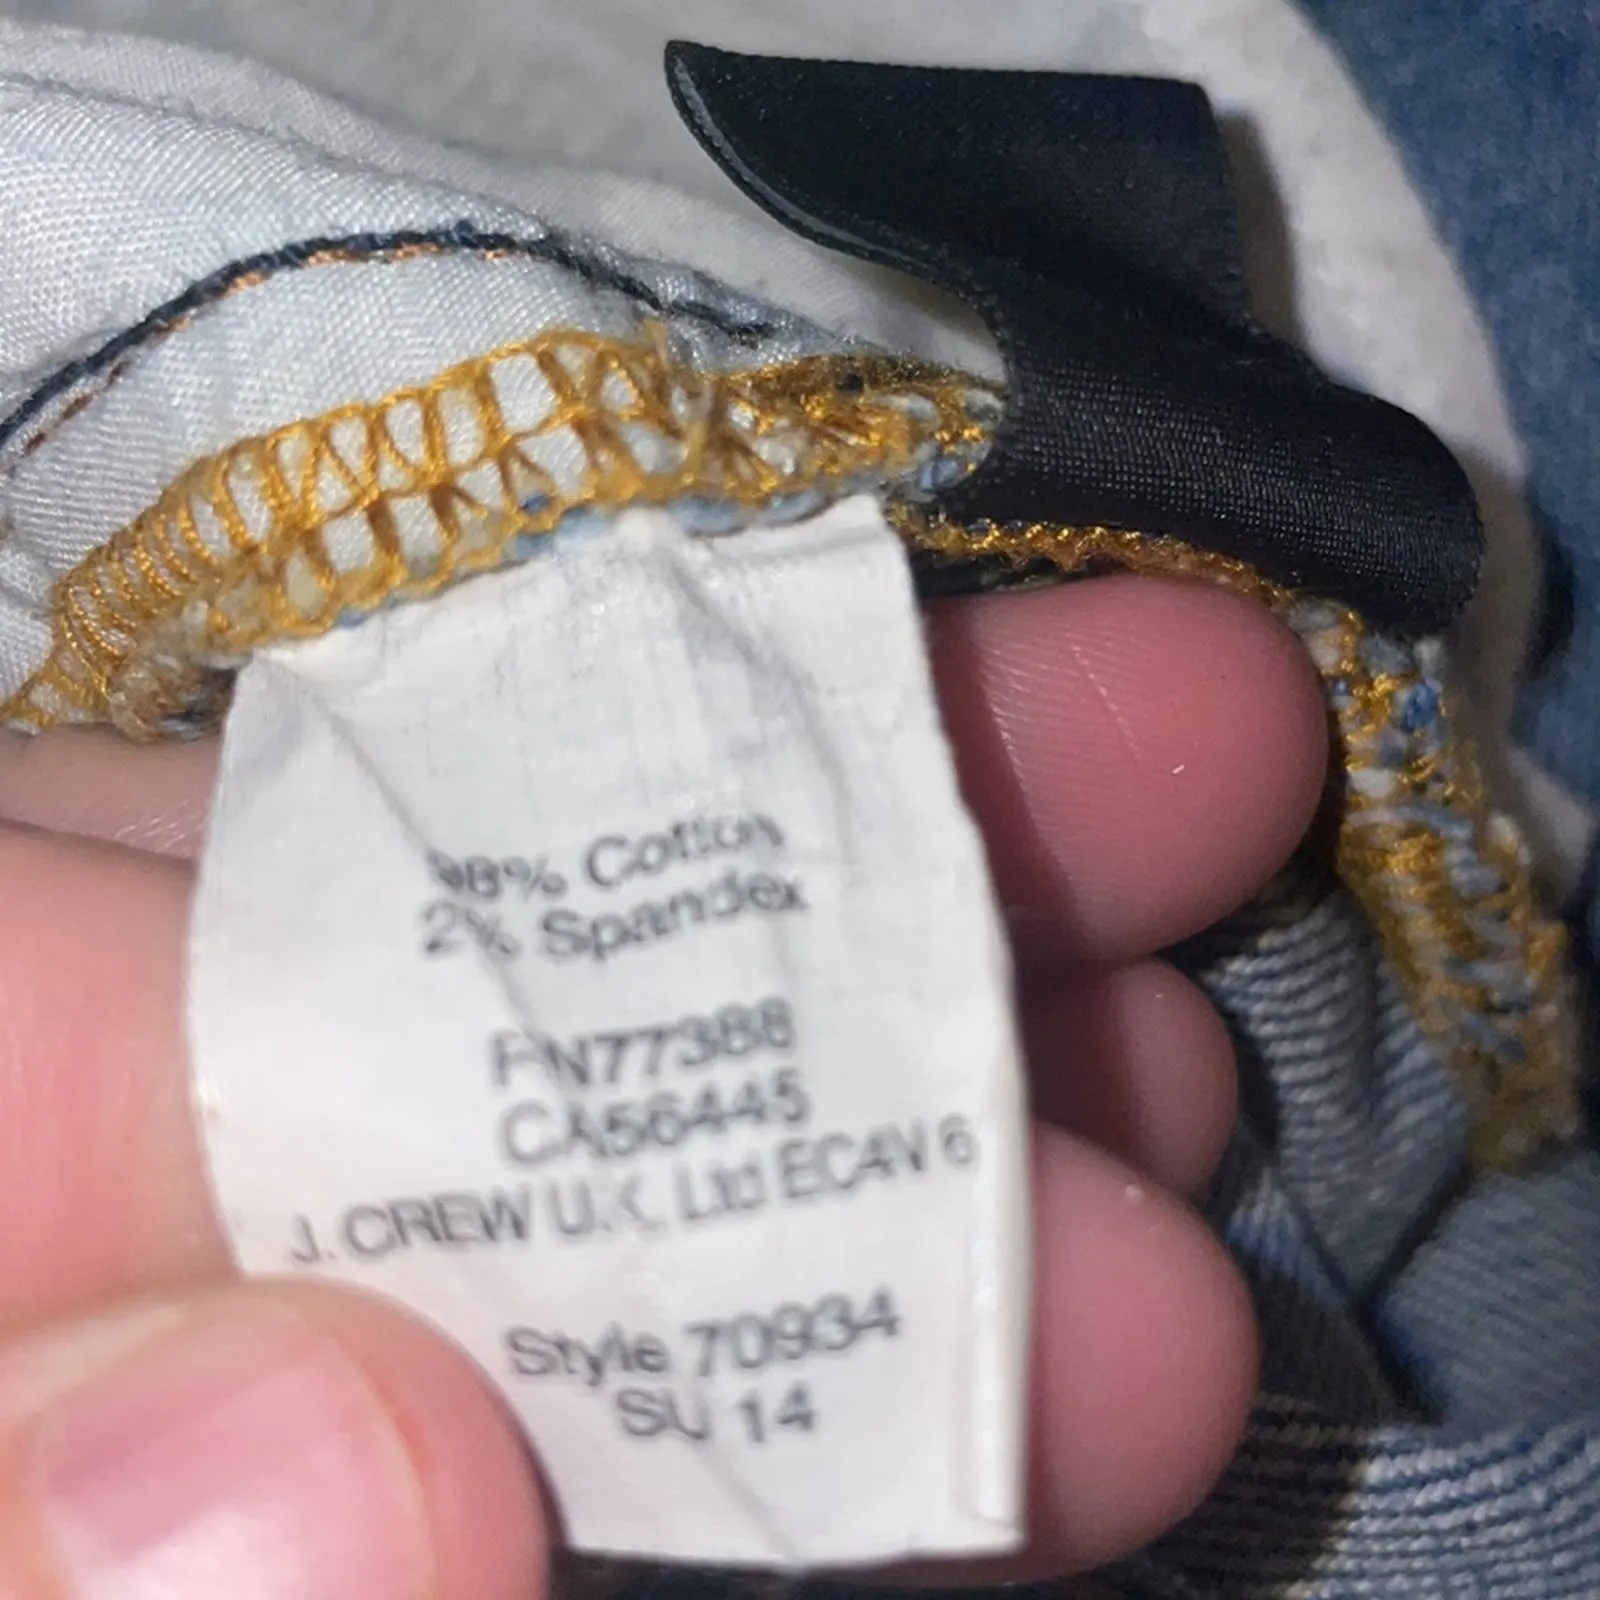 98% Cotton
2% Spandex
RN77388
CA56445
J. CREW U.K. Ltd EC4V 6
Style 70934
SU 14